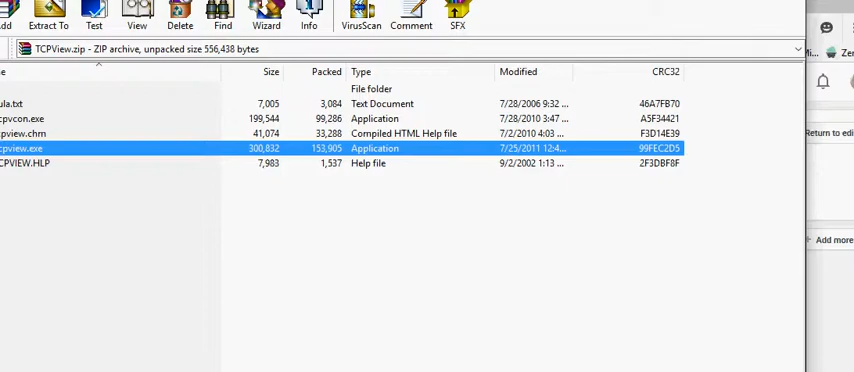 Add Extract To Test View Delete Find Wizard Info VirusScan Comment SFX
TCPView.zip - ZIP archive, unpacked size 556,438 bytes
Size Packed Type Modified CRC32
File folder
ula.txt 7,005 3,084 Text Document 7/28/2006 9:32 ... 46A7FB70
cpvcon.exe 199,544 99,286 Application 7/28/2010 3:47 ... A5F34421
cpview.chm 41,074 33,288 Compiled HTML Help file 7/2/2010 4:03 ... F3D14E39
cpview.exe 300,832 153,905 Application 7/25/2011 12:4... 99FEC2D5
CPVIEW.HLP 7,983 1,537 Help file 9/2/2002 1:13 ... 2F3DBF8F
Mi... Zer
Return to edi
+ Add more